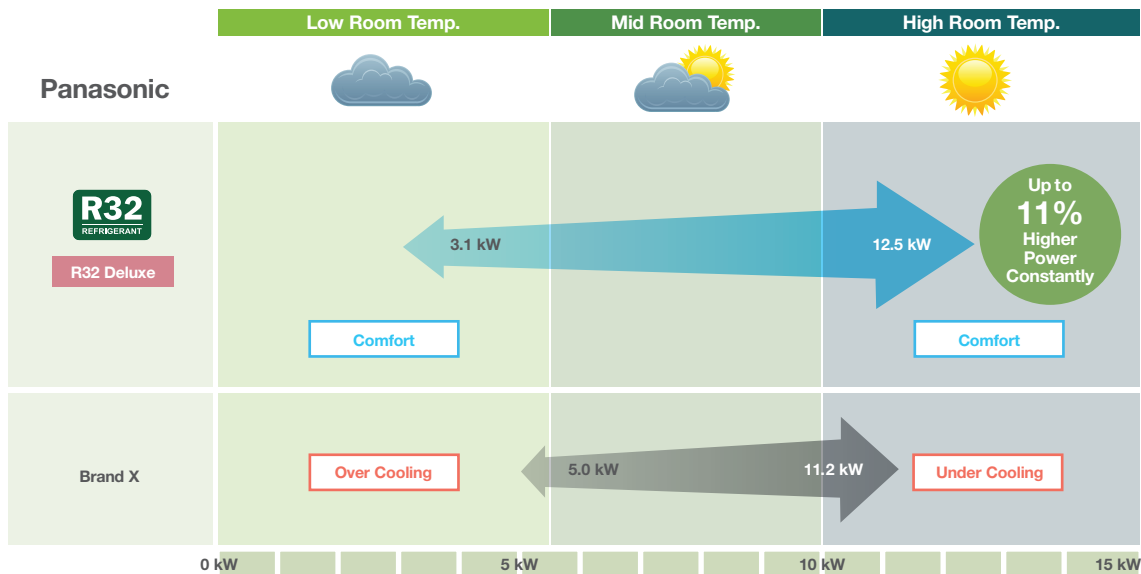 Low Room Temp.
Mid Room Temp.
High Room Temp.
Panasonic
R32
REFRIGERANT
R32 Deluxe
3.1 kW
12.5 kW
Up to
11%
Higher
Power
Constantly
Comfort
Comfort
Brand X
Over Cooling
5.0 kW
11.2 kW
Under Cooling
0 kW
5 kW
10 kW
15 kW